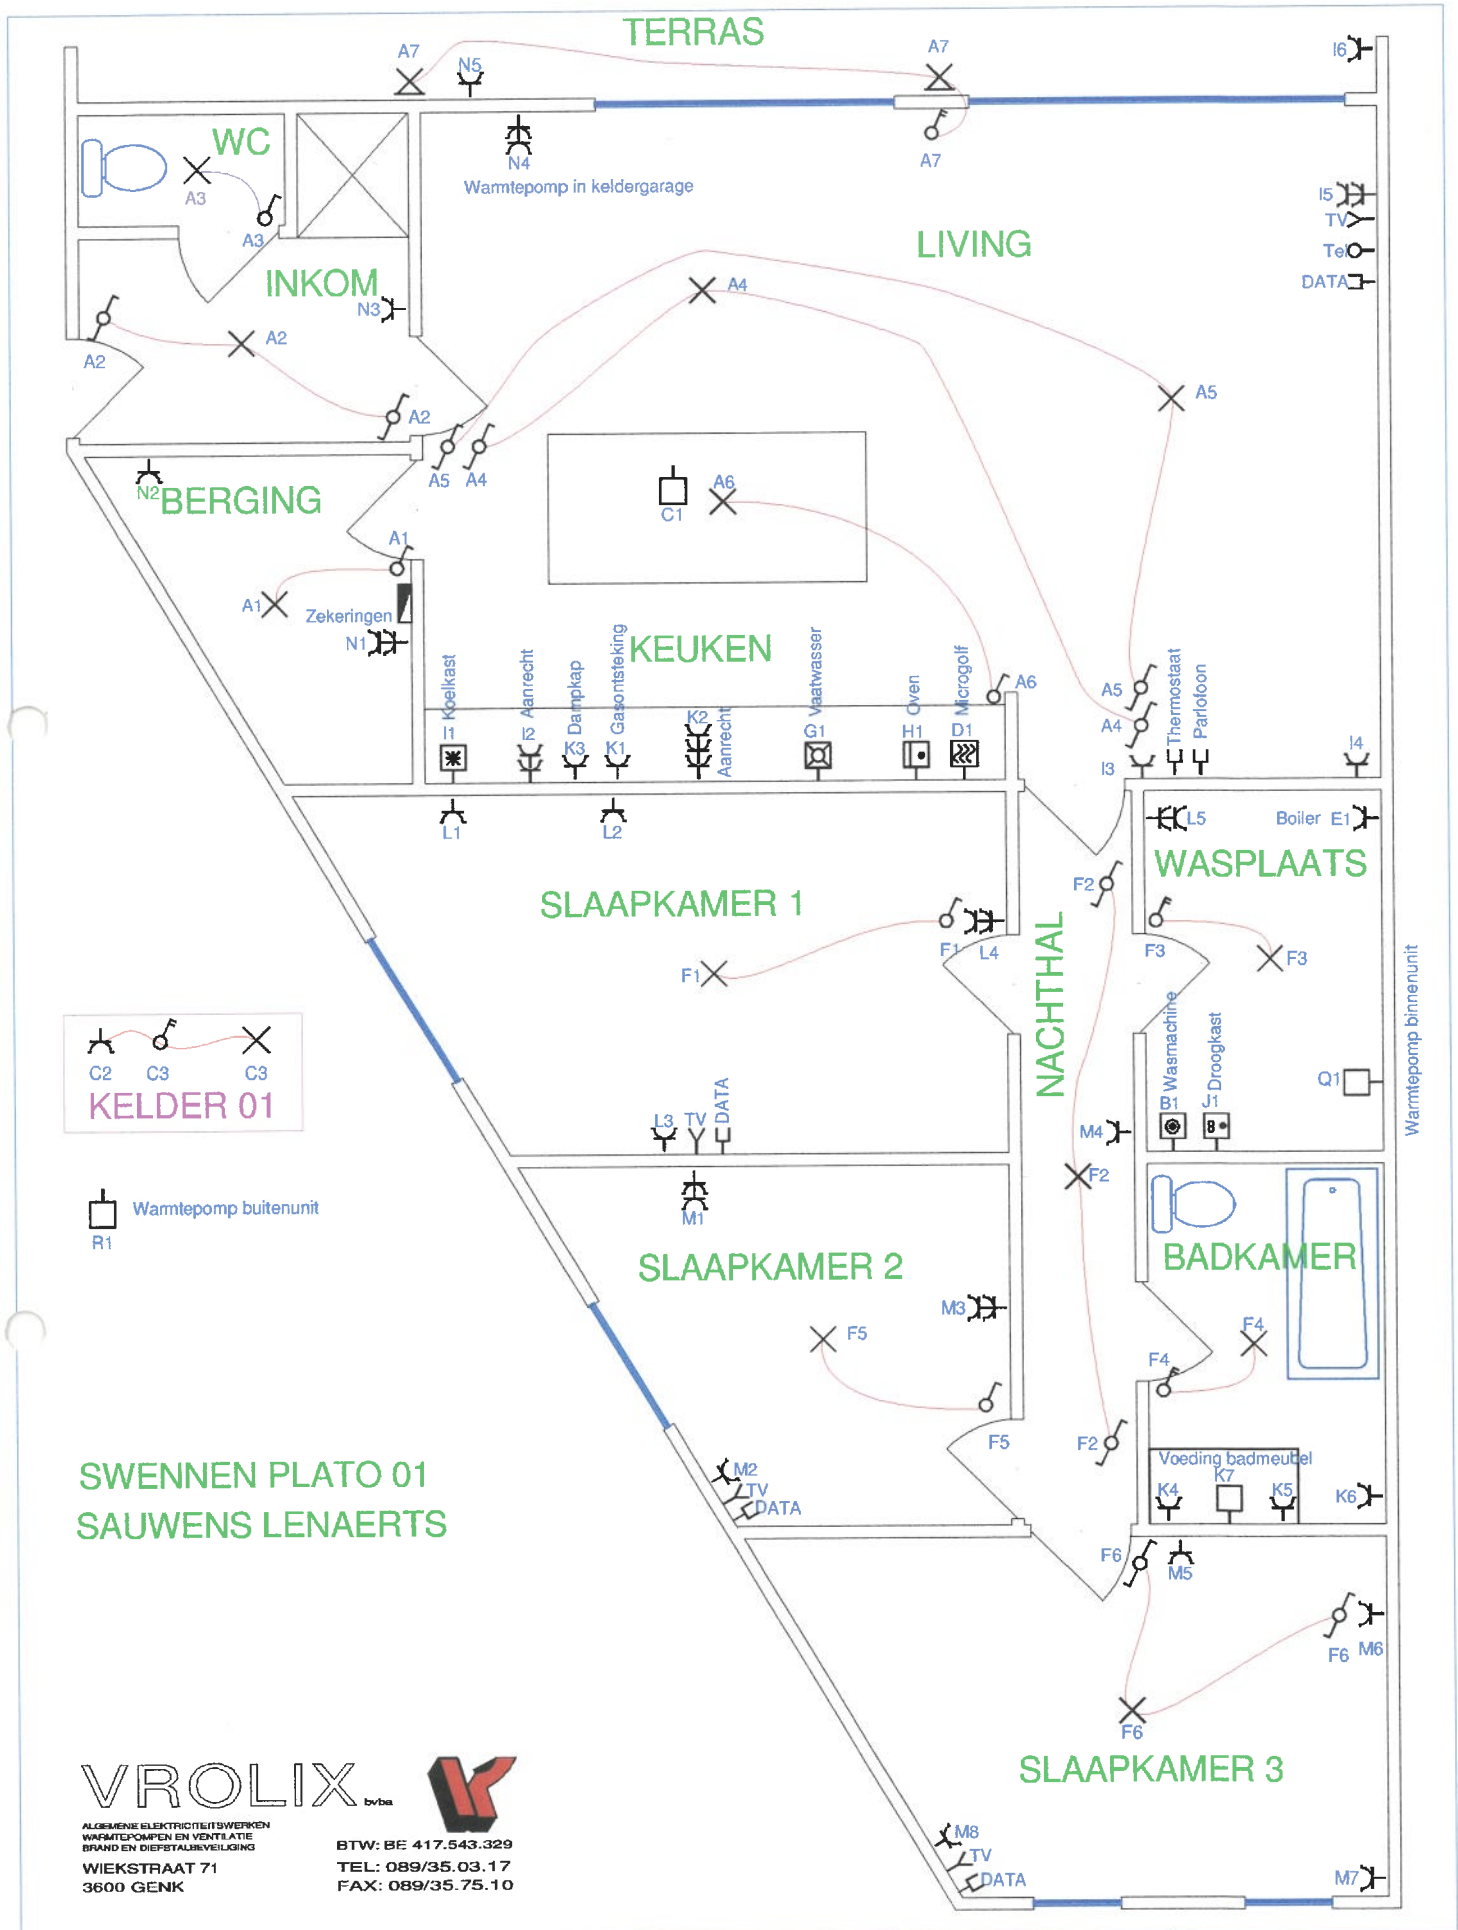 TERRAS
A7
N5
A7
I6
WC
N4
A7
Warmtepomp in keldergarage
A3
A3
I5
TV
Tel
DATA
LIVING
INKOM
N3
A4
A2
A2
A2
A5
A5
A4
N2
BERGING
A6
C1
A1
A1
Zekeringen
N1
KEUKEN
Koelkast
I1
Aanrecht
I2
Dampkap
K3
Gasontsteking
K1
K2
Aanrecht
Vaatwasser
G1
Oven
H1
Microgolf
D1
A6
A5
A4
Thermostaat
Parlofoon
I3
I4
L1
L2
L5
Boiler E1
WASPLAATS
SLAAPKAMER 1
F2
F1
L4
F3
F3
F1
NACHTHAL
Warmtepomp binnenunit
C2
C3
C3
KELDER 01
Wasmachine
B1
Droogkast
J1
Q1
L3
TV
DATA
M4
F2
M1
R1
Warmtepomp buitenunit
SLAAPKAMER 2
BADKAMER
M3
F5
F4
F4
F5
F2
Voeding badmeubel
K4
K7
K5
K6
M2
TV
DATA
SWENNEN PLATO 01
SAUWENS LENAERTS
F6
M5
F6
M6
F6
SLAAPKAMER 3
M8
TV
DATA
M7
VROLIX bvba
ALGEMENE ELEKTRICITEITSWERKEN
WARMTEPOMPEN EN VENTILATIE
BRAND EN DIEFSTALBEVEILIGING
WIEKSTRAAT 71
3600 GENK
BTW: BE 417.543.329
TEL: 089/35.03.17
FAX: 089/35.75.10